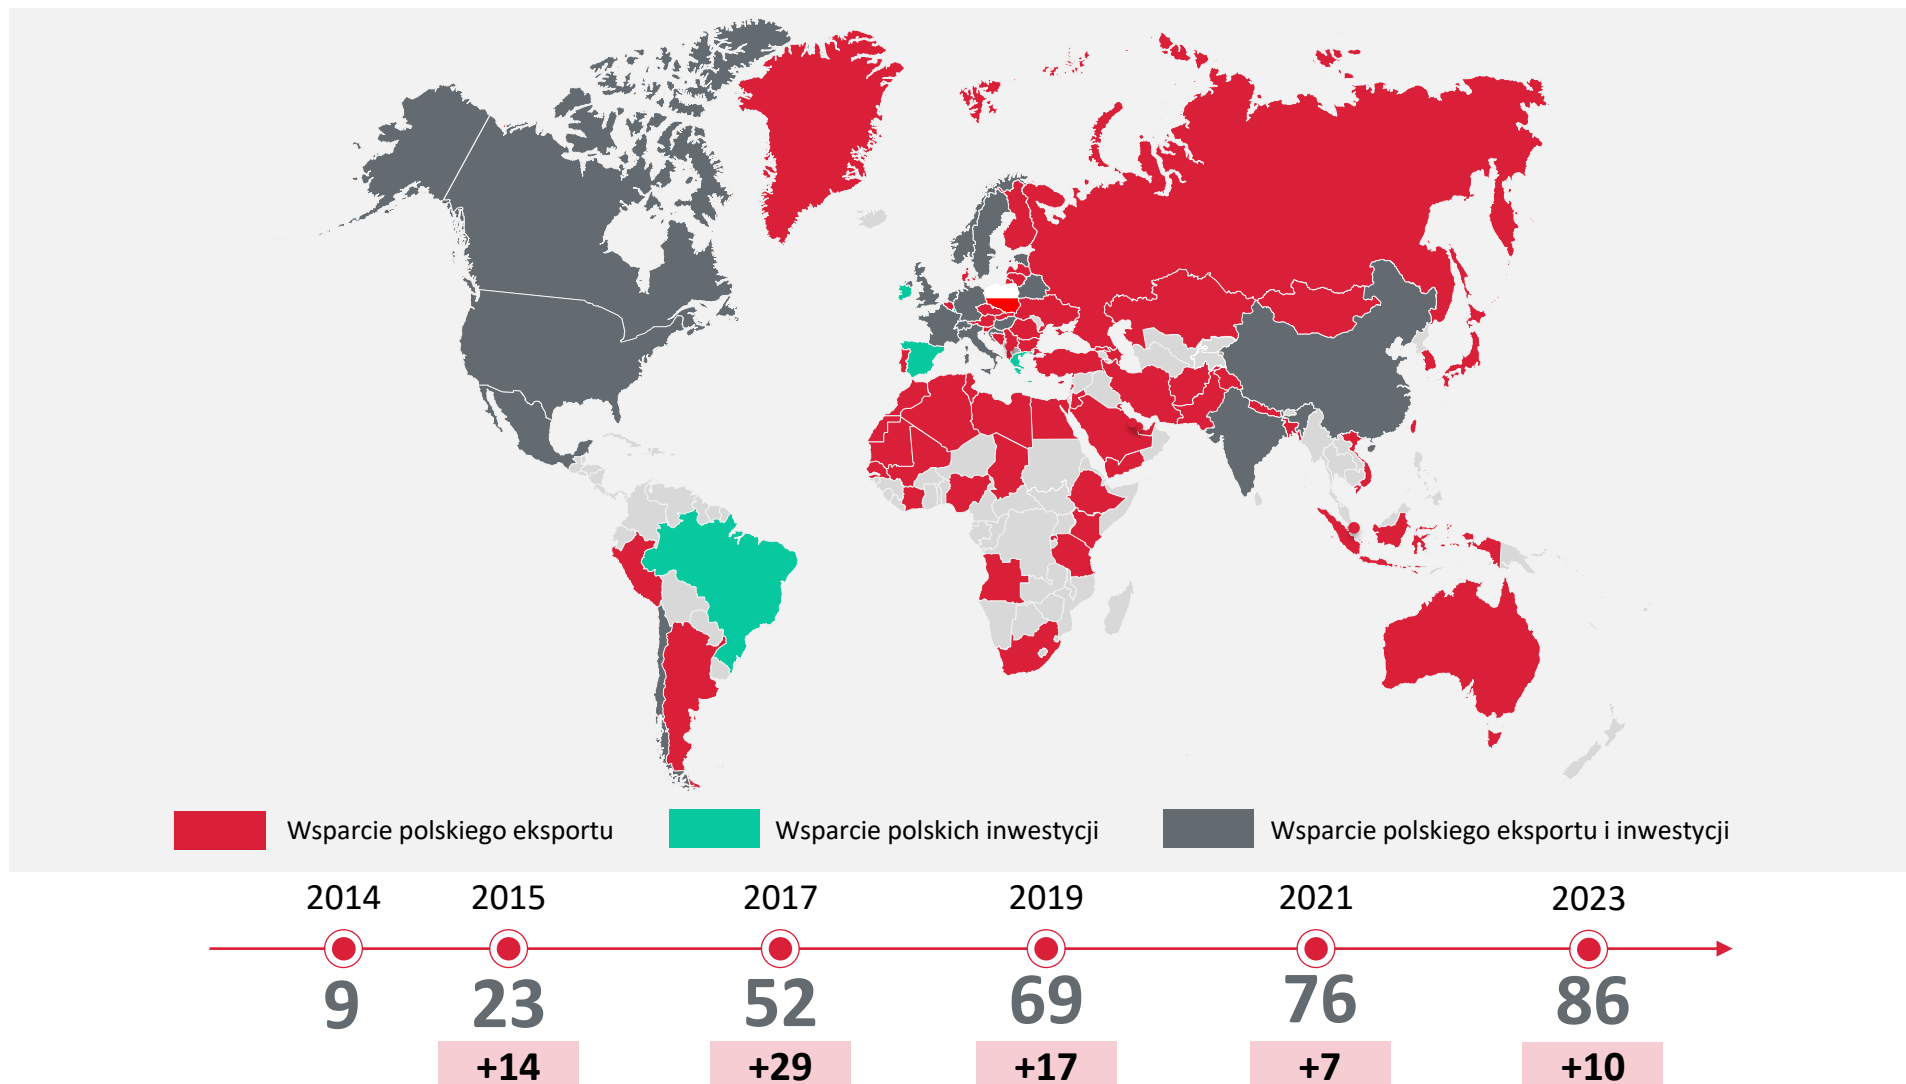 Wsparcie polskiego eksportu
Wsparcie polskich inwestycji
Wsparcie polskiego eksportu i inwestycji
2014 2015 2017 2019 2021 2023
9 23 52 69 76 86
+14 +29 +17 +7 +10